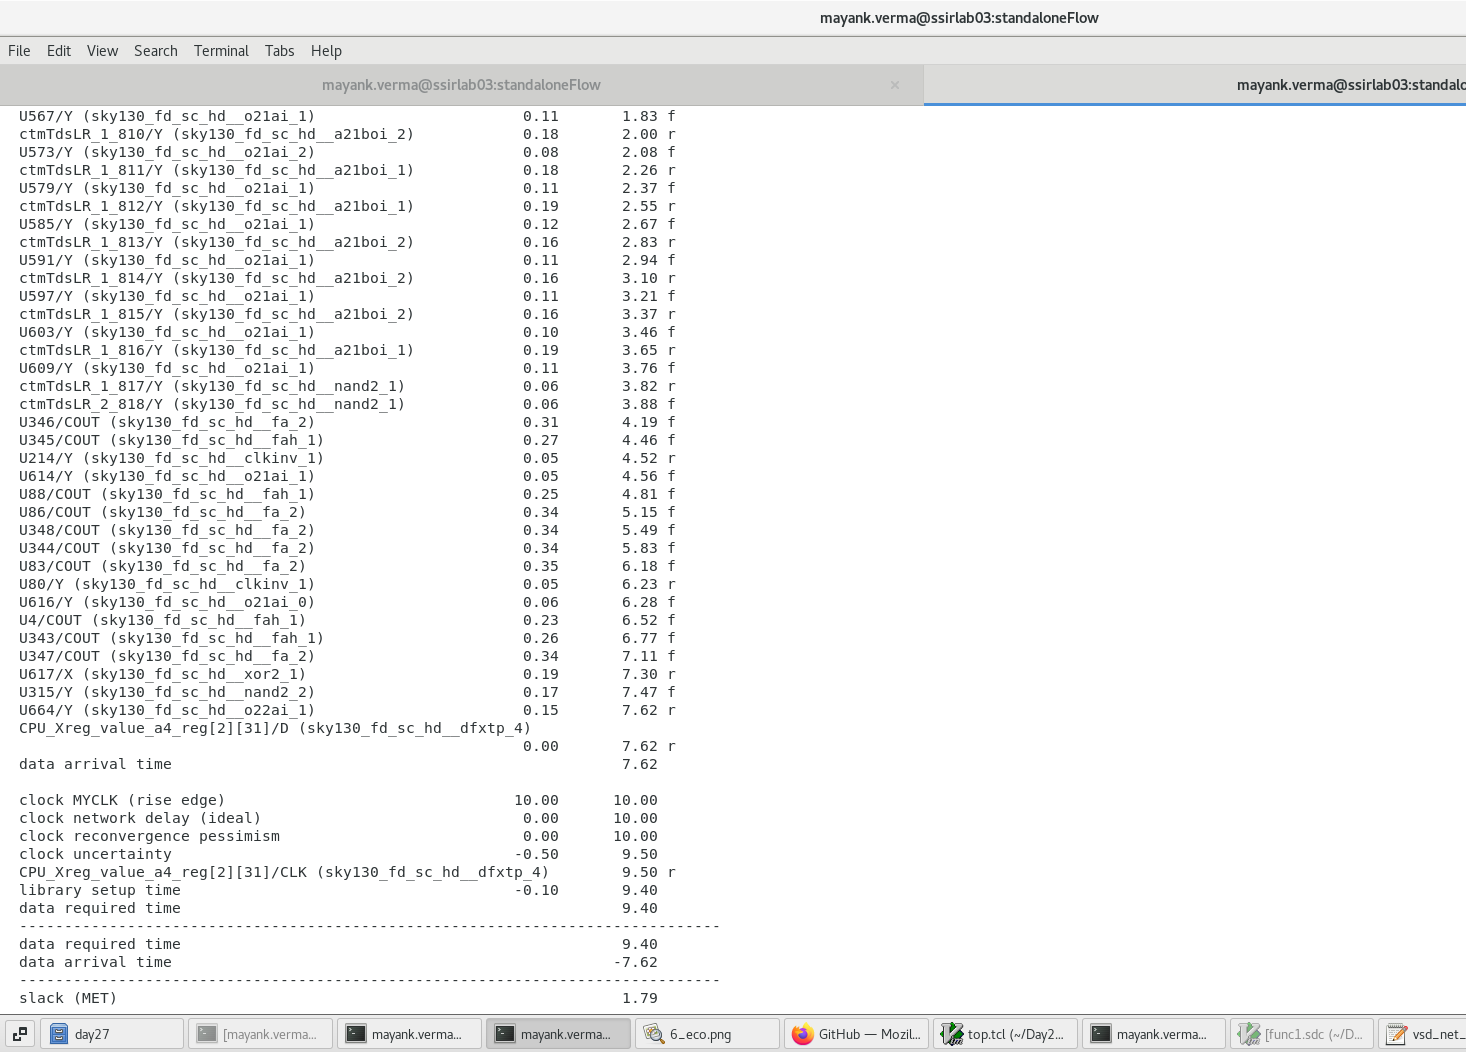 mayank.verma@ssirlab03:standaloneFlow
File Edit View Search Terminal Tabs Help
mayank.verma@ssirlab03:standaloneFlow × mayank.verma@ssirlab03:standalo
U567/Y (sky130_fd_sc_hd__o21ai_1) 0.11 1.83 f
ctmTdsLR_1_810/Y (sky130_fd_sc_hd__a21boi_2) 0.18 2.00 r
U573/Y (sky130_fd_sc_hd__o21ai_2) 0.08 2.08 f
ctmTdsLR_1_811/Y (sky130_fd_sc_hd__a21boi_1) 0.18 2.26 r
U579/Y (sky130_fd_sc_hd__o21ai_1) 0.11 2.37 f
ctmTdsLR_1_812/Y (sky130_fd_sc_hd__a21boi_1) 0.19 2.55 r
U585/Y (sky130_fd_sc_hd__o21ai_1) 0.12 2.67 f
ctmTdsLR_1_813/Y (sky130_fd_sc_hd__a21boi_2) 0.16 2.83 r
U591/Y (sky130_fd_sc_hd__o21ai_1) 0.11 2.94 f
ctmTdsLR_1_814/Y (sky130_fd_sc_hd__a21boi_2) 0.16 3.10 r
U597/Y (sky130_fd_sc_hd__o21ai_1) 0.11 3.21 f
ctmTdsLR_1_815/Y (sky130_fd_sc_hd__a21boi_2) 0.16 3.37 r
U603/Y (sky130_fd_sc_hd__o21ai_1) 0.10 3.46 f
ctmTdsLR_1_816/Y (sky130_fd_sc_hd__a21boi_1) 0.19 3.65 r
U609/Y (sky130_fd_sc_hd__o21ai_1) 0.11 3.76 f
ctmTdsLR_1_817/Y (sky130_fd_sc_hd__nand2_1) 0.06 3.82 r
ctmTdsLR_2_818/Y (sky130_fd_sc_hd__nand2_1) 0.06 3.88 f
U346/COUT (sky130_fd_sc_hd__fa_2) 0.31 4.19 f
U345/COUT (sky130_fd_sc_hd__fah_1) 0.27 4.46 f
U214/Y (sky130_fd_sc_hd__clkinv_1) 0.05 4.52 r
U614/Y (sky130_fd_sc_hd__o21ai_1) 0.05 4.56 f
U88/COUT (sky130_fd_sc_hd__fah_1) 0.25 4.81 f
U86/COUT (sky130_fd_sc_hd__fa_2) 0.34 5.15 f
U348/COUT (sky130_fd_sc_hd__fa_2) 0.34 5.49 f
U344/COUT (sky130_fd_sc_hd__fa_2) 0.34 5.83 f
U83/COUT (sky130_fd_sc_hd__fa_2) 0.35 6.18 f
U80/Y (sky130_fd_sc_hd__clkinv_1) 0.05 6.23 r
U616/Y (sky130_fd_sc_hd__o21ai_0) 0.06 6.28 f
U4/COUT (sky130_fd_sc_hd__fah_1) 0.23 6.52 f
U343/COUT (sky130_fd_sc_hd__fah_1) 0.26 6.77 f
U347/COUT (sky130_fd_sc_hd__fa_2) 0.34 7.11 f
U617/X (sky130_fd_sc_hd__xor2_1) 0.19 7.30 r
U315/Y (sky130_fd_sc_hd__nand2_2) 0.17 7.47 f
U664/Y (sky130_fd_sc_hd__o22ai_1) 0.15 7.62 r
CPU_Xreg_value_a4_reg[2][31]/D (sky130_fd_sc_hd__dfxtp_4)
0.00 7.62 r
data arrival time 7.62
clock MYCLK (rise edge) 10.00 10.00
clock network delay (ideal) 0.00 10.00
clock reconvergence pessimism 0.00 10.00
clock uncertainty -0.50 9.50
CPU_Xreg_value_a4_reg[2][31]/CLK (sky130_fd_sc_hd__dfxtp_4) 9.50 r
library setup time -0.10 9.40
data required time 9.40
------------------------------------------------------------------------------
data required time 9.40
data arrival time -7.62
------------------------------------------------------------------------------
slack (MET) 1.79
day27 [mayank.verma... mayank.verma... mayank.verma... 6_eco.png GitHub — Mozil... top.tcl (~/Day2... mayank.verma... [func1.sdc (~/D... vsd_net_